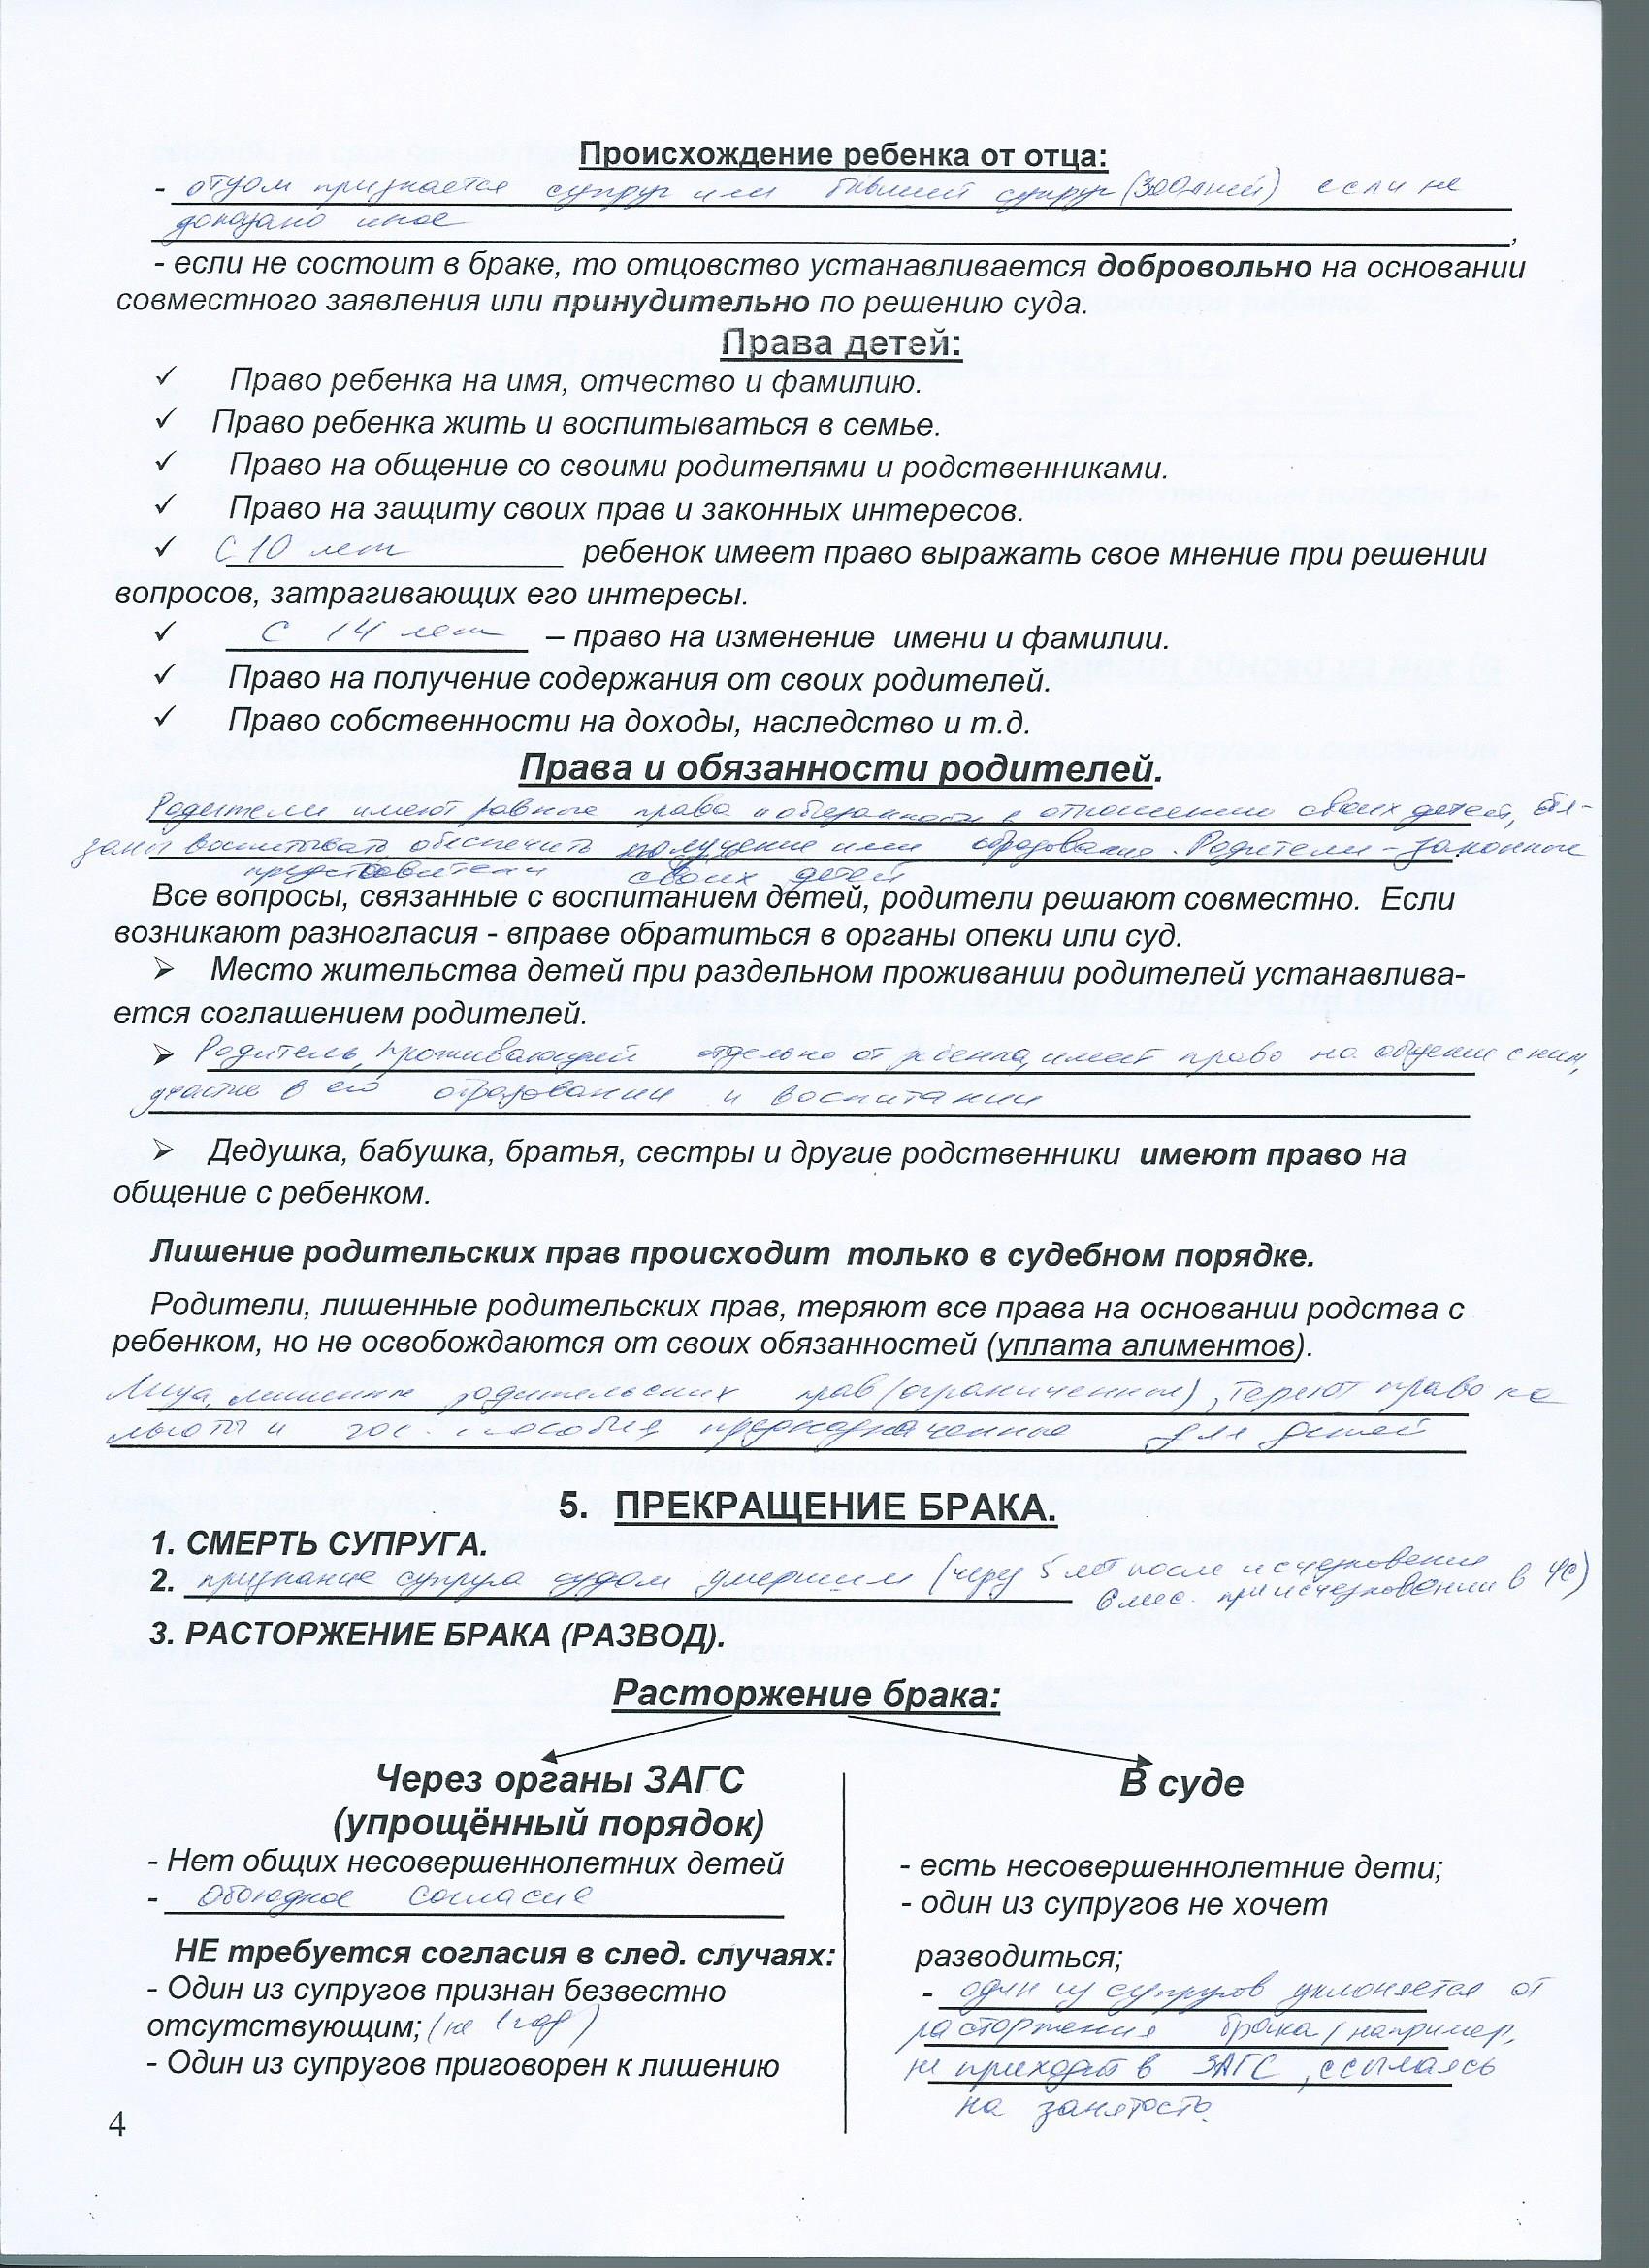 Происхождение ребенка от отца:
- отцом признается супруг или бывший супруг (300 дней) если не
доказано иное,
- если не состоит в браке, то отцовство устанавливается добровольно на основании
совместного заявления или принудительно по решению суда.
Права детей:
✓ Право ребенка на имя, отчество и фамилию.
✓ Право ребенка жить и воспитываться в семье.
✓ Право на общение со своими родителями и родственниками.
✓ Право на защиту своих прав и законных интересов.
✓ С 10 лет ребенок имеет право выражать свое мнение при решении
вопросов, затрагивающих его интересы.
✓ С 14 лет – право на изменение имени и фамилии.
✓ Право на получение содержания от своих родителей.
✓ Право собственности на доходы, наследство и т.д.
Права и обязанности родителей.
Родители имеют равные права и обязанности в отношении своих детей, обя-
заны воспитывать обеспечить получение ими образования. Родители - законные
представители своих детей
Все вопросы, связанные с воспитанием детей, родители решают совместно. Если
возникают разногласия - вправе обратиться в органы опеки или суд.
➢ Место жительства детей при раздельном проживании родителей устанавлива-
ется соглашением родителей.
➢ Родитель, проживающий отдельно от ребенка, имеет право на общение с ним,
участие в его образовании и воспитании
➢ Дедушка, бабушка, братья, сестры и другие родственники имеют право на
общение с ребенком.
Лишение родительских прав происходит только в судебном порядке.
Родители, лишенные родительских прав, теряют все права на основании родства с
ребенком, но не освобождаются от своих обязанностей (уплата алиментов).
Лица, лишенные родительских прав (ограниченные), теряют право на
льготы и гос. пособия предназначенные для детей
5. ПРЕКРАЩЕНИЕ БРАКА.
1. СМЕРТЬ СУПРУГА.
2. признание супруга судом умершим (через 5 лет после исчезновения
6 мес. при исчезновении в ЧС)
3. РАСТОРЖЕНИЕ БРАКА (РАЗВОД).
Расторжение брака:
Через органы ЗАГС
(упрощённый порядок)
- Нет общих несовершеннолетних детей
- Обоюдное согласие
НЕ требуется согласия в след. случаях:
- Один из супругов признан безвестно
отсутствующим; (не 1 год)
- Один из супругов приговорен к лишению
В суде
- есть несовершеннолетние дети;
- один из супругов не хочет
разводиться;
- один из супругов уклоняется от
расторжения брака (например,
не приходит в ЗАГС, ссылаясь
на занятость.
4